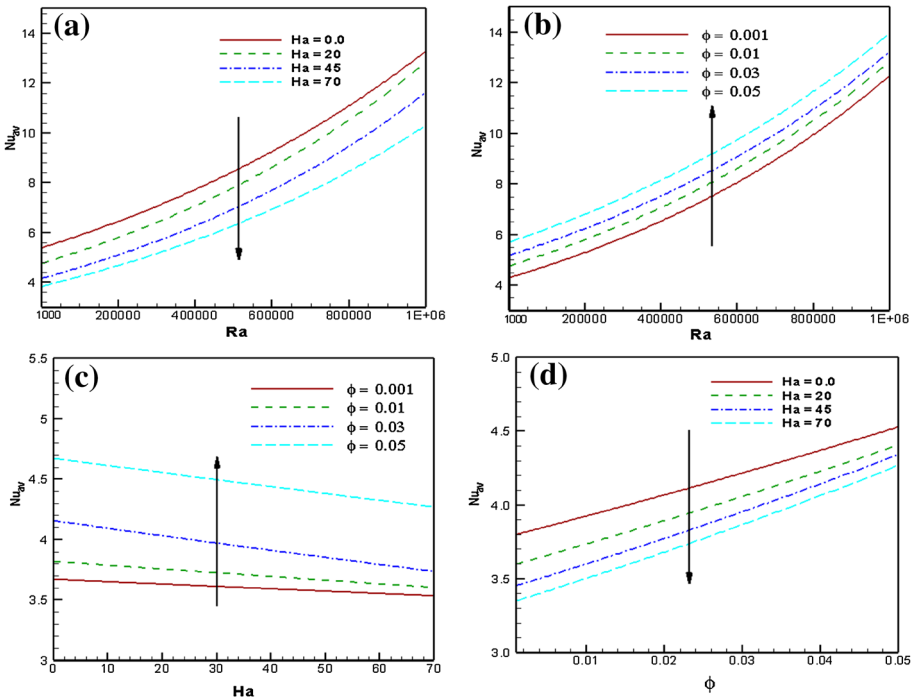 (a)
Ha = 0.0
Ha = 20
Ha = 45
Ha = 70
14
12
10
8
6
4
Nuav
1000
200000
400000
600000
800000
1E+06
Ra
(b)
ϕ = 0.001
ϕ = 0.01
ϕ = 0.03
ϕ = 0.05
14
12
10
8
6
4
Nuav
1000
200000
400000
600000
800000
1E+06
Ra
(c)
ϕ = 0.001
ϕ = 0.01
ϕ = 0.03
ϕ = 0.05
5.5
5
4.5
4
3.5
3
Nuav
0
10
20
30
40
50
60
70
Ha
(d)
Ha = 0.0
Ha = 20
Ha = 45
Ha = 70
5.0
4.5
4.0
3.5
3.0
Nuav
0.01
0.02
0.03
0.04
0.05
ϕ